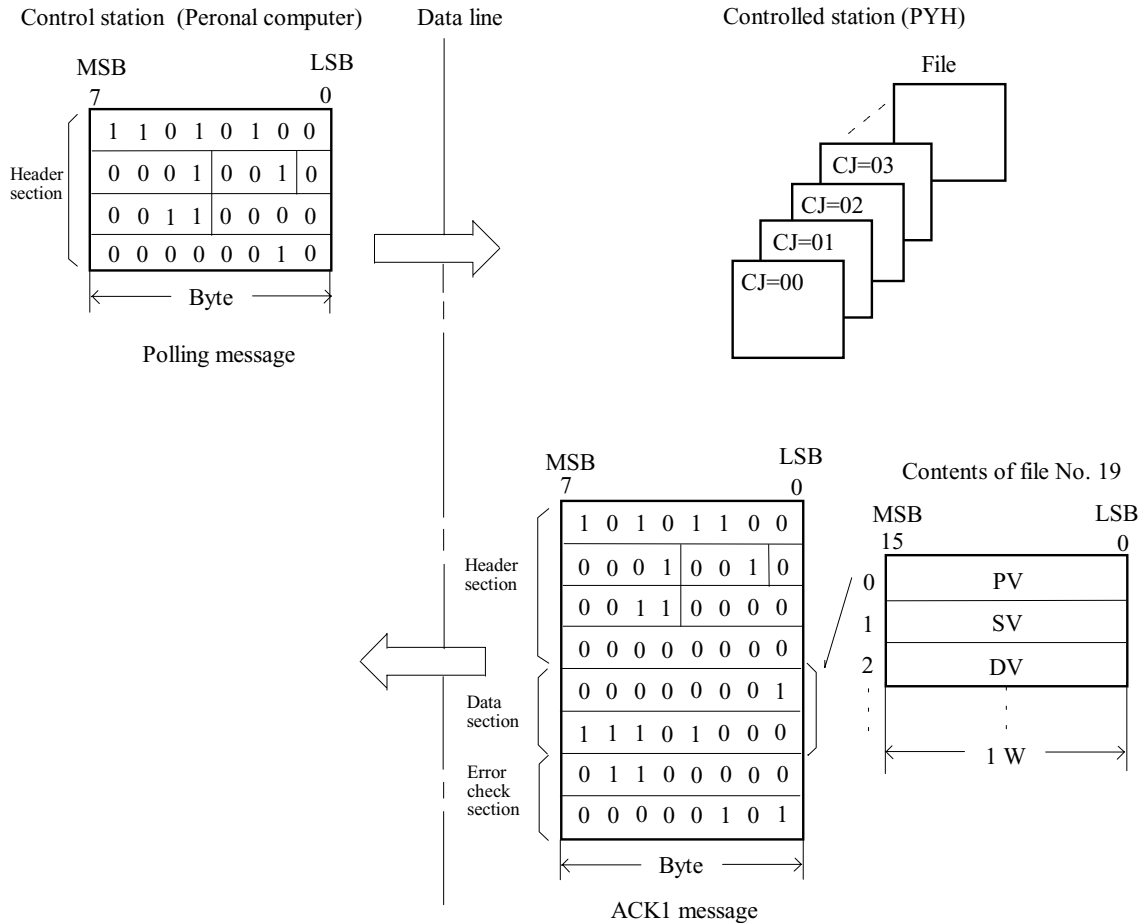 Control station (Peronal computer)
Data line
Controlled station (PYH)
MSB LSB
7 0
Header
section
1 1 0 1 0 1 0 0
0 0 0 1 0 0 1 0
0 0 1 1 0 0 0 0
0 0 0 0 0 0 1 0
Byte
Polling message
File
CJ=03
CJ=02
CJ=01
CJ=00
MSB LSB
7 0
Header
section
1 0 1 0 1 1 0 0
0 0 0 1 0 0 1 0
0 0 1 1 0 0 0 0
0 0 0 0 0 0 0 0
Data
section
0 0 0 0 0 0 0 1
1 1 1 0 1 0 0 0
Error
check
section
0 1 1 0 0 0 0 0
0 0 0 0 0 1 0 1
Byte
ACK1 message
Contents of file No. 19
MSB LSB
15 0
0 PV
1 SV
2 DV
1 W